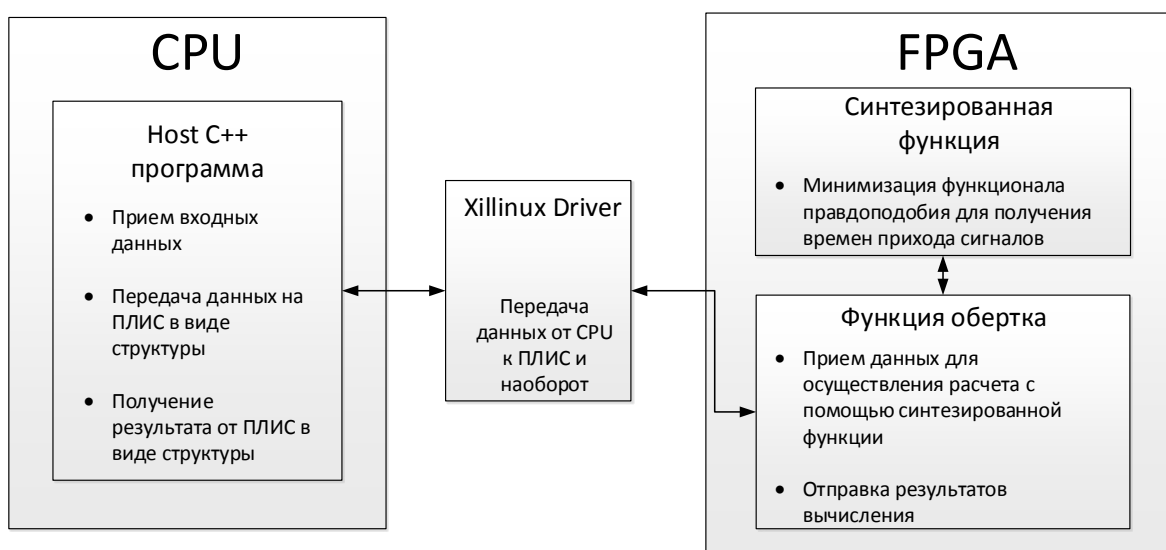 CPU
Host C++
программа
• Прием входных
данных
• Передача данных на
ПЛИС в виде
структуры
• Получение
результата от ПЛИС в
виде структуры
Xillinux Driver
Передача
данных от CPU
к ПЛИС и
наоборот
FPGA
Синтезированная
функция
• Минимизация функционала
правдоподобия для получения
времен прихода сигналов
Функция обертка
• Прием данных для
осуществления расчета с
помощью синтезированной
функции
• Отправка результатов
вычисления